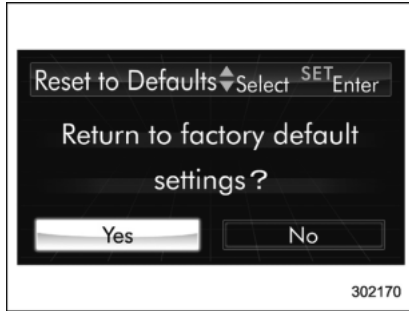 Reset to Defaults Select SET Enter
Return to factory default
settings?
Yes No
302170